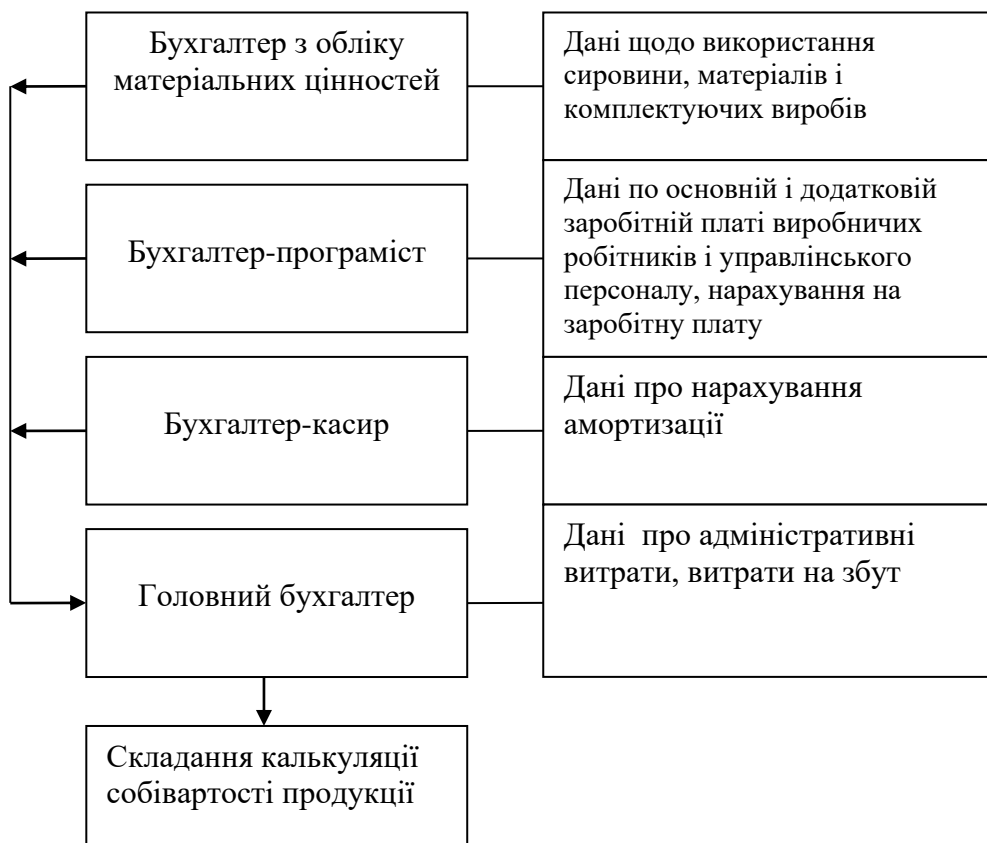 Бухгалтер з обліку
матеріальних цінностей
Дані щодо використання
сировини, матеріалів і
комплектуючих виробів
Бухгалтер-програміст
Дані по основній і додатковій
заробітній платі виробничих
робітників і управлінського
персоналу, нарахування на
заробітну плату
Бухгалтер-касир
Дані про нарахування
амортизації
Головний бухгалтер
Дані про адміністративні
витрати, витрати на збут
Складання калькуляції
собівартості продукції